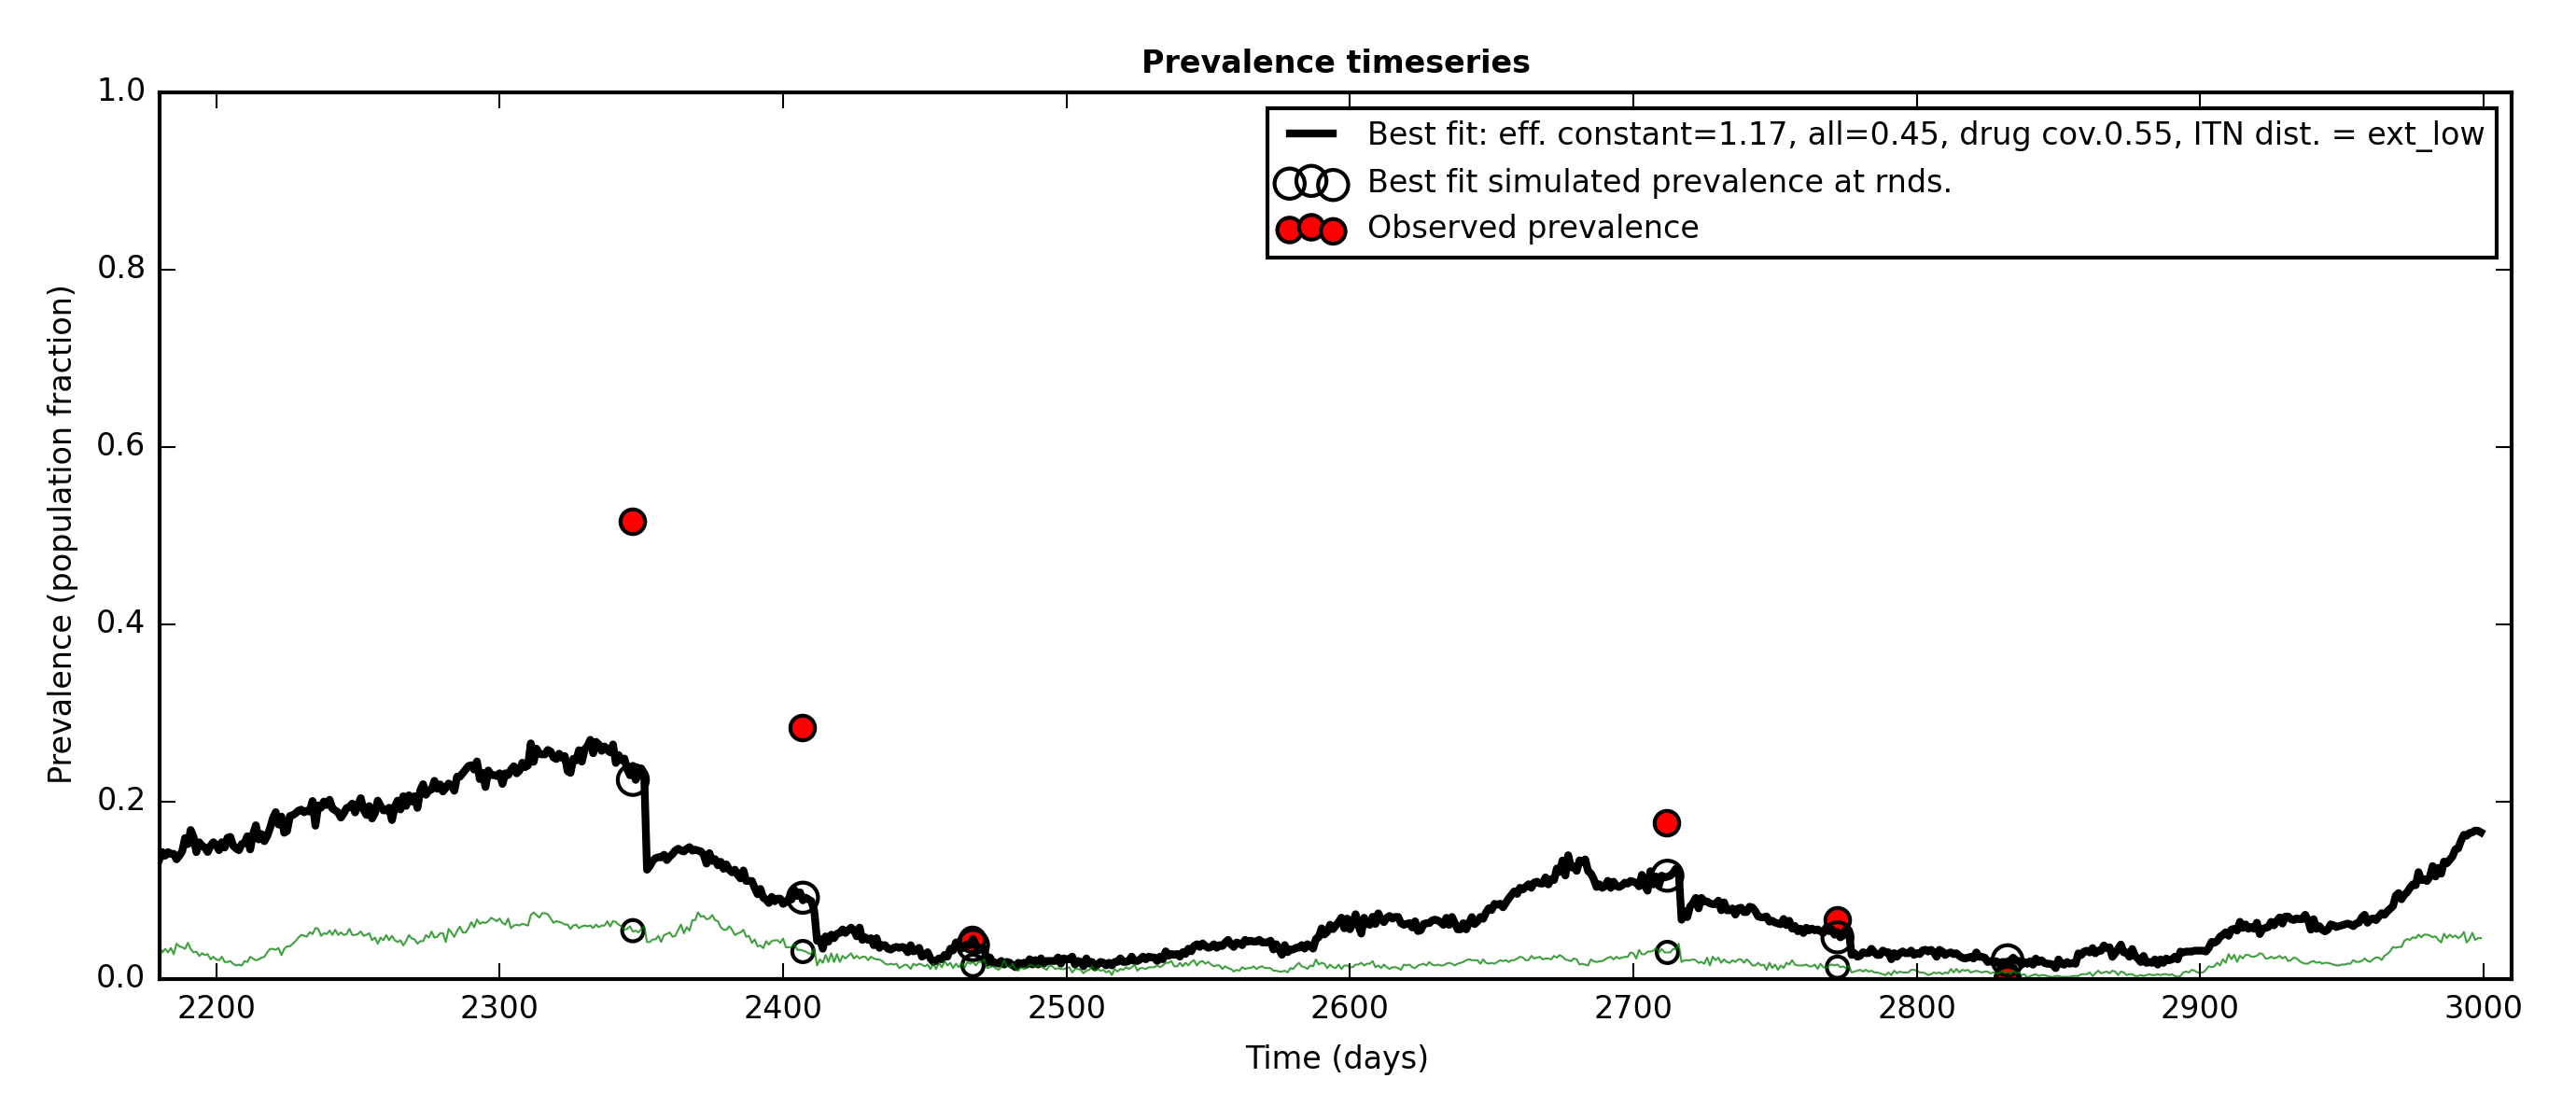 Prevalence timeseries
1.0
0.8
0.6
0.4
0.2
0.0
Prevalence (population fraction)
Best fit: eff. constant=1.17, all=0.45, drug cov.0.55, ITN dist. = ext_low
Best fit simulated prevalence at rnds.
Observed prevalence
2200 2300 2400 2500 2600 2700 2800 2900 3000
Time (days)